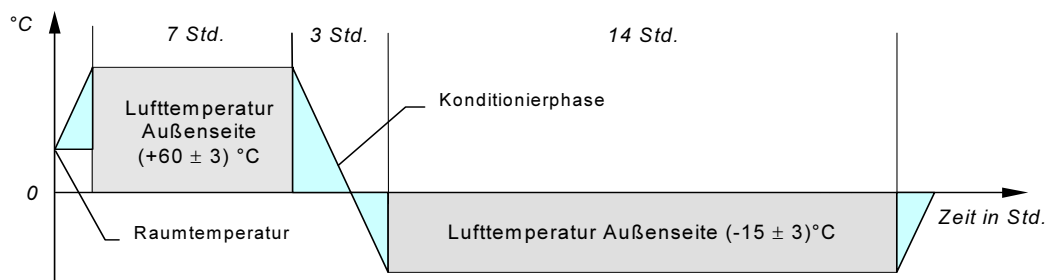 °C
7 Std.
3 Std.
14 Std.
Lufttemperatur
Außenseite
(+60 ± 3) °C
Konditionierphase
0
Raumtemperatur
Lufttemperatur Außenseite (-15 ± 3)°C
Zeit in Std.